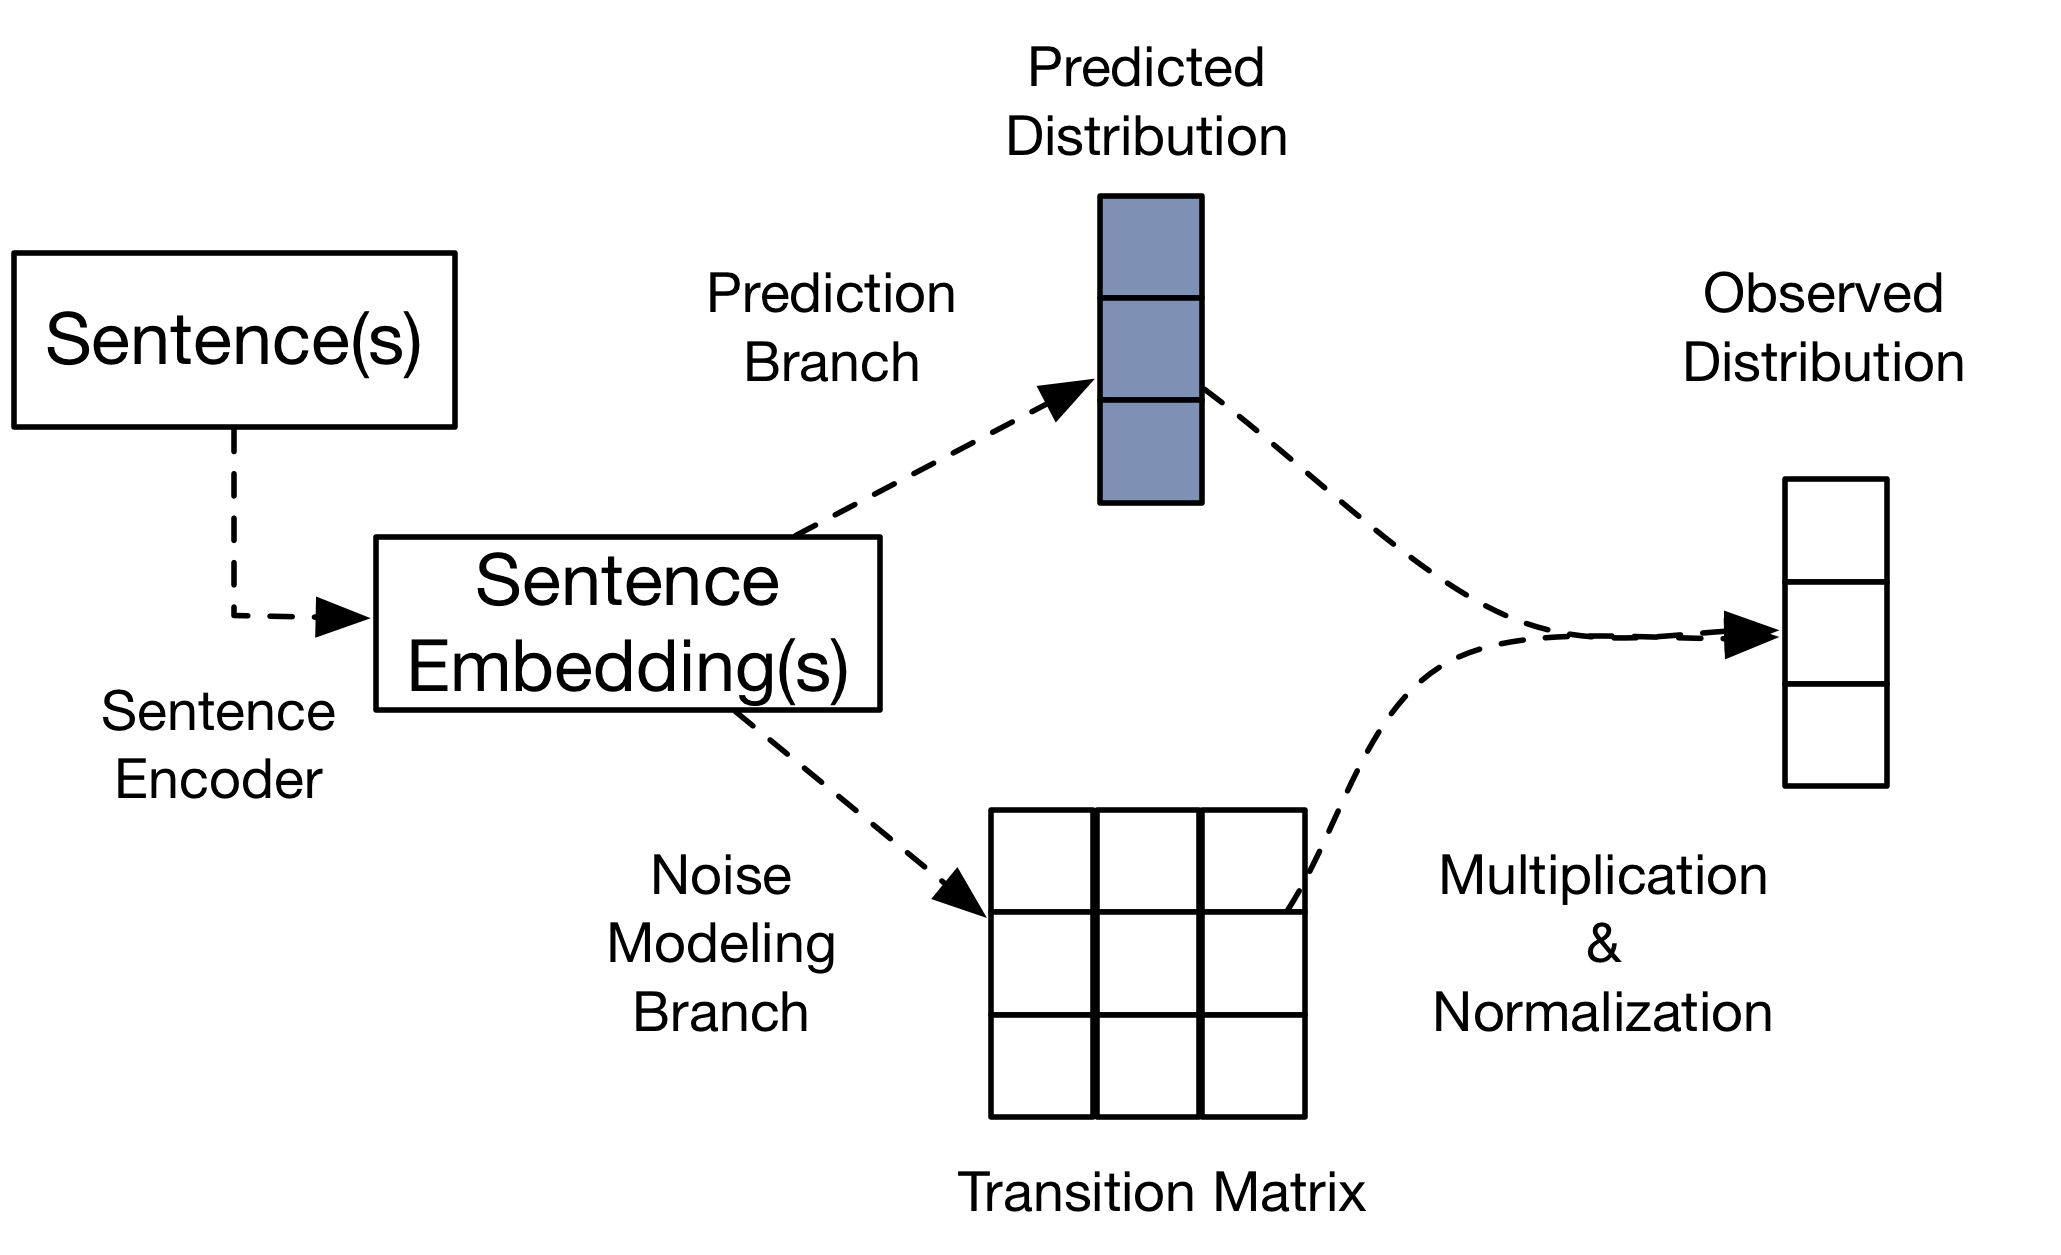 Predicted
Distribution
Prediction
Branch
Observed
Distribution
Sentence(s)
Sentence
Embedding(s)
Sentence
Encoder
Noise
Modeling
Branch
Multiplication
&
Normalization
Transition Matrix